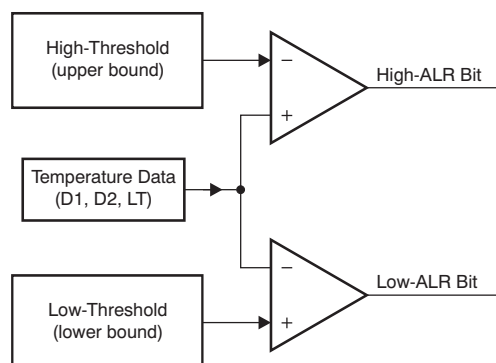 High-Threshold
(upper bound)
−
+
High-ALR Bit
Temperature Data
(D1, D2, LT)
Low-Threshold
(lower bound)
−
+
Low-ALR Bit